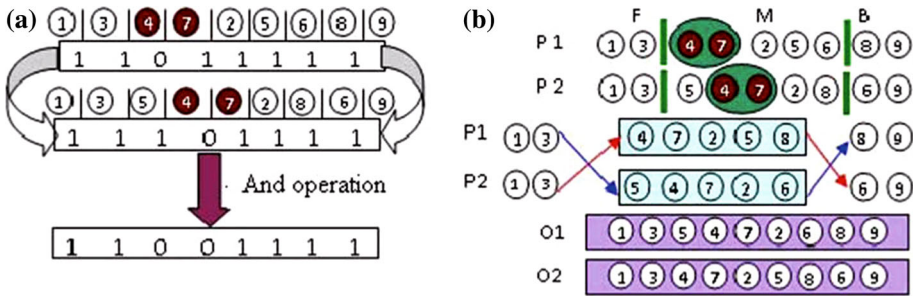 (a)
1 3 4 7 2 5 6 8 9
1 1 0 1 1 1 1 1
1 3 5 4 7 2 8 6 9
1 1 1 0 1 1 1 1
And operation
1 1 0 0 1 1 1 1
(b)
F M B
P 1 1 3 4 7 2 5 6 8 9
P 2 1 3 5 4 7 2 8 6 9
P1 1 3 4 7 2 5 8 8 9
P2 1 3 5 4 7 2 6 6 9
O1 1 3 5 4 7 2 6 8 9
O2 1 3 4 7 2 5 8 6 9